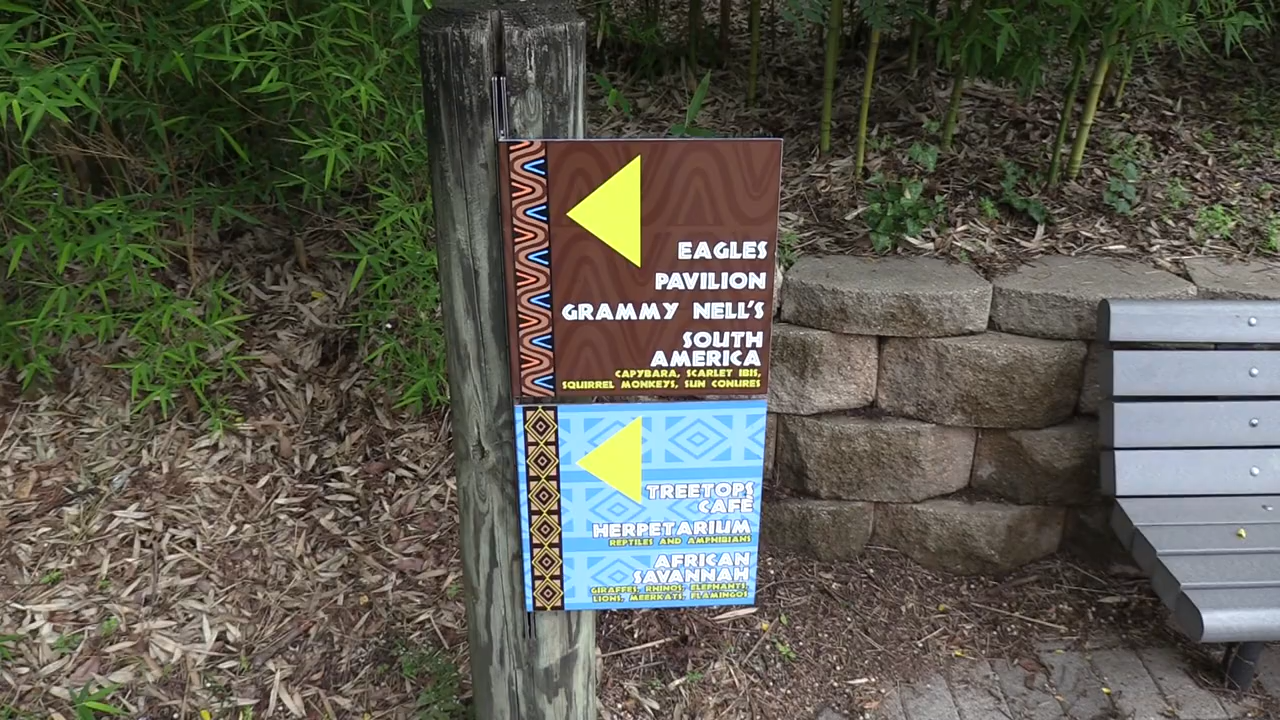 EAGLES
PAVILION
GRAMMY NELL'S
SOUTH
AMERICA
CAPYBARA, SCARLET IBIS,
SQUIRREL MONKEYS, SUN CONURES
TREETOPS
CAFE
HERPETARIUM
REPTILES AND AMPHIBIANS
AFRICAN
SAVANNAH
GIRAFFES, RHINOS, ELEPHANTS,
LIONS, MEERKATS, FLAMINGOS